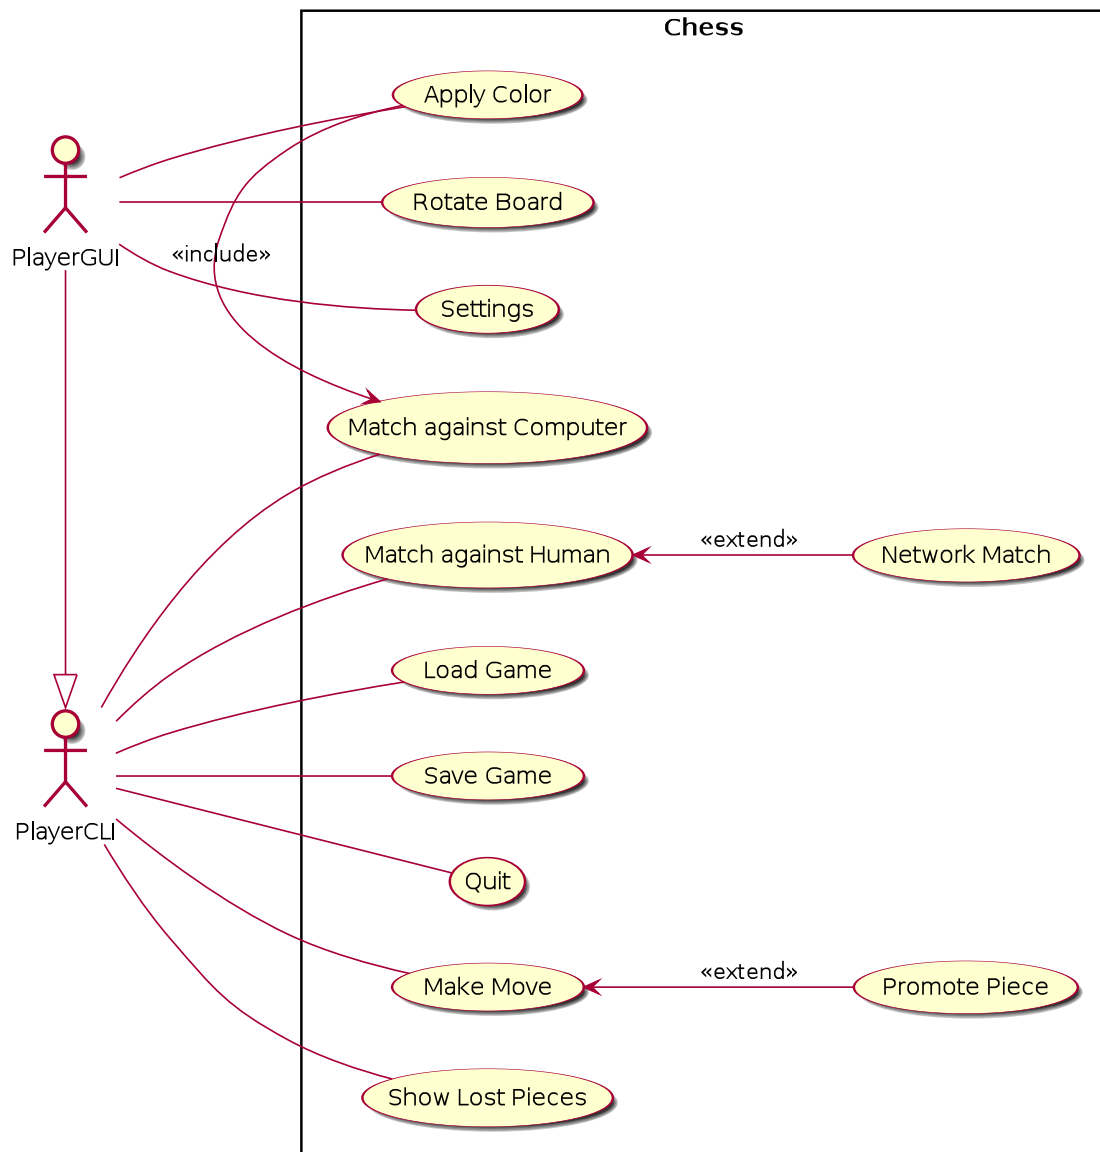 Chess
Apply Color
Rotate Board
PlayerGUI
«include»
Settings
Match against Computer
Match against Human
«extend»
Network Match
Load Game
Save Game
PlayerCLI
Quit
Make Move
«extend»
Promote Piece
Show Lost Pieces